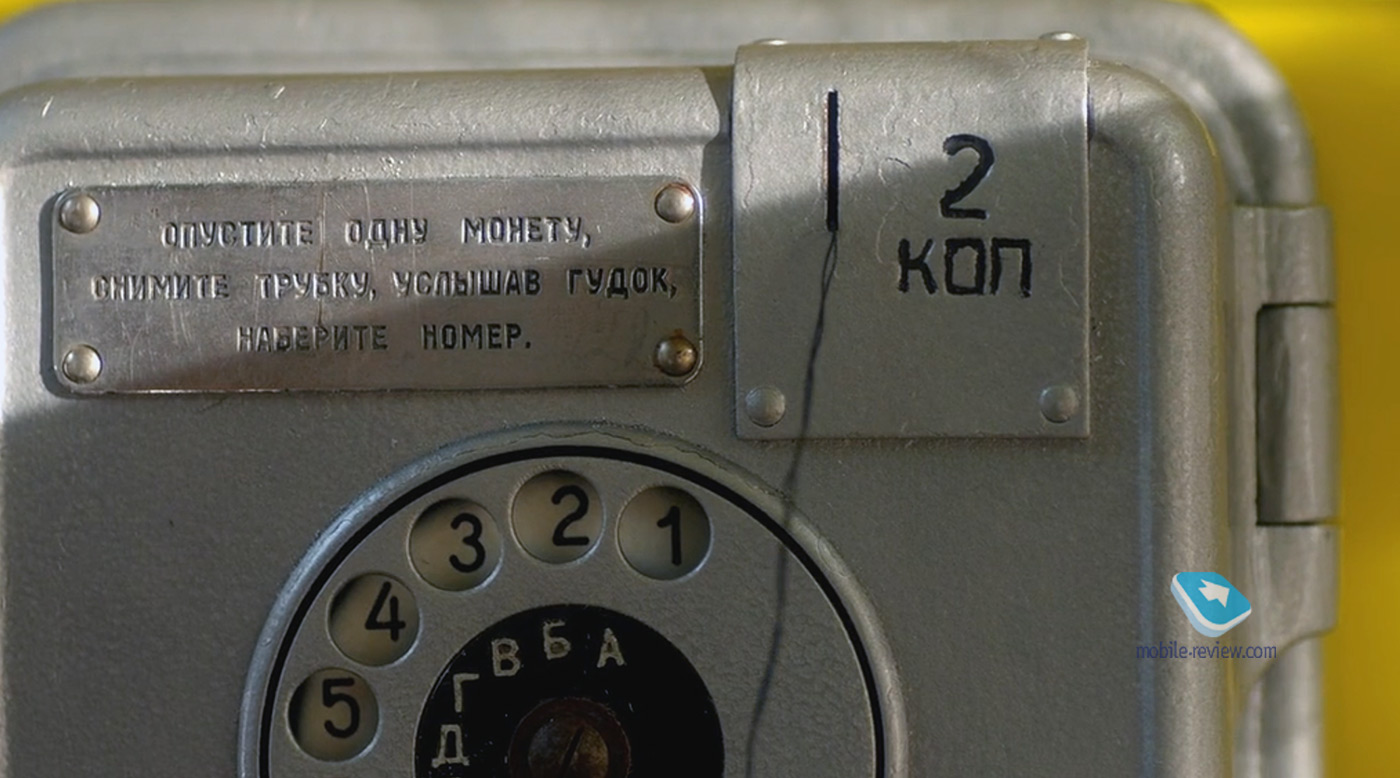 ОПУСТИТЕ ОДНУ МОНЕТУ,
СНИМИТЕ ТРУБКУ, УСЛЫШАВ ГУДОК,
НАБЕРИТЕ НОМЕР.
2
КОП
1
2
3
4
5
А
Б
В
Г
Д
mobile-review.com